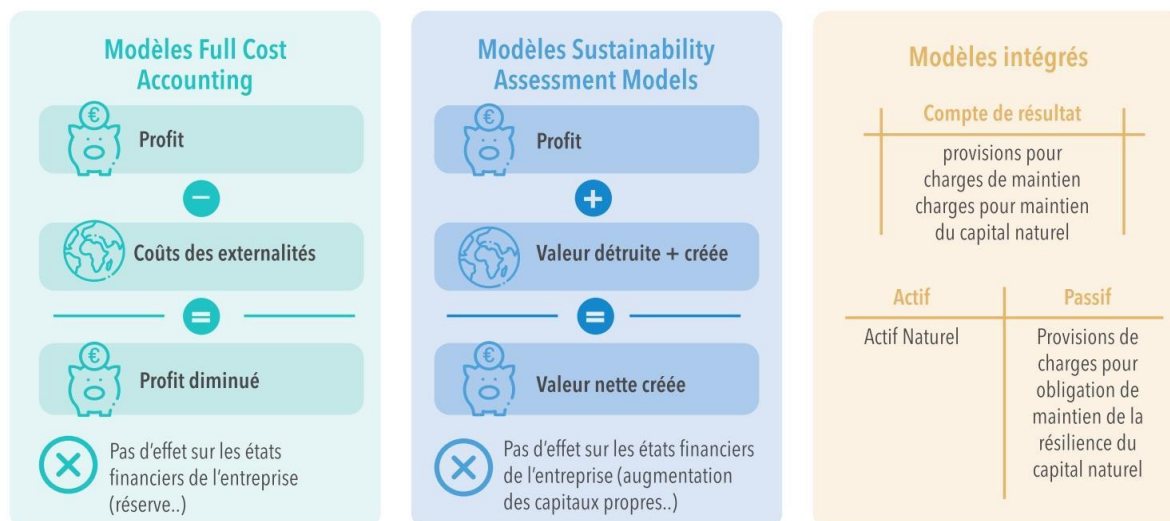 Modèles Full Cost
Accounting
€
Profit
−
Coûts des externalités
=
€
Profit diminué
Pas d'effet sur les états
financiers de l'entreprise
(réserve..)
Modèles Sustainability
Assessment Models
€
Profit
+
Valeur détruite + créée
=
€
Valeur nette créée
Pas d'effet sur les états financiers
de l'entreprise (augmentation
des capitaux propres..)
Modèles intégrés
Compte de résultat
provisions pour
charges de maintien
charges pour maintien
du capital naturel
Actif
Actif Naturel
Passif
Provisions de
charges pour
obligation de
maintien de la
résilience du
capital naturel